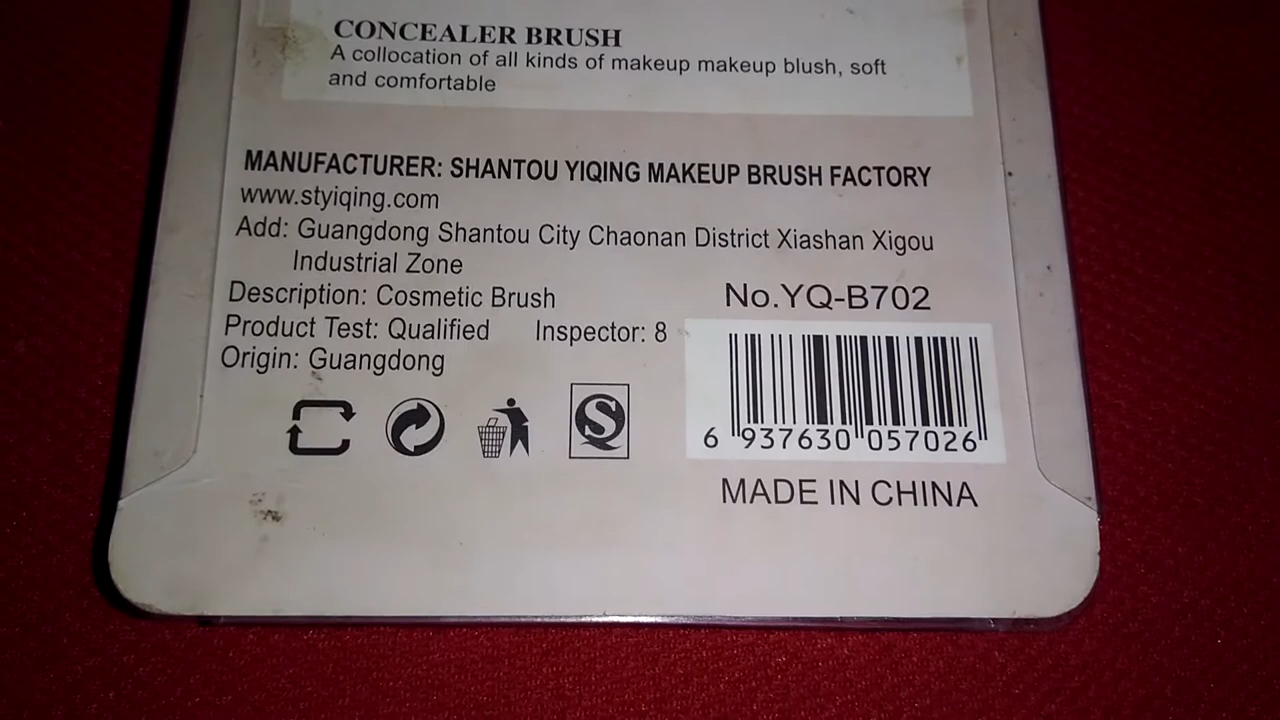 CONCEALER BRUSH
A collocation of all kinds of makeup makeup blush, soft
and comfortable
MANUFACTURER: SHANTOU YIQING MAKEUP BRUSH FACTORY
www.styiqing.com
Add: Guangdong Shantou City Chaonan District Xiashan Xigou
Industrial Zone
Description: Cosmetic Brush
No.YQ-B702
Product Test: Qualified Inspector: 8
Origin: Guangdong
6 937630 057026
MADE IN CHINA